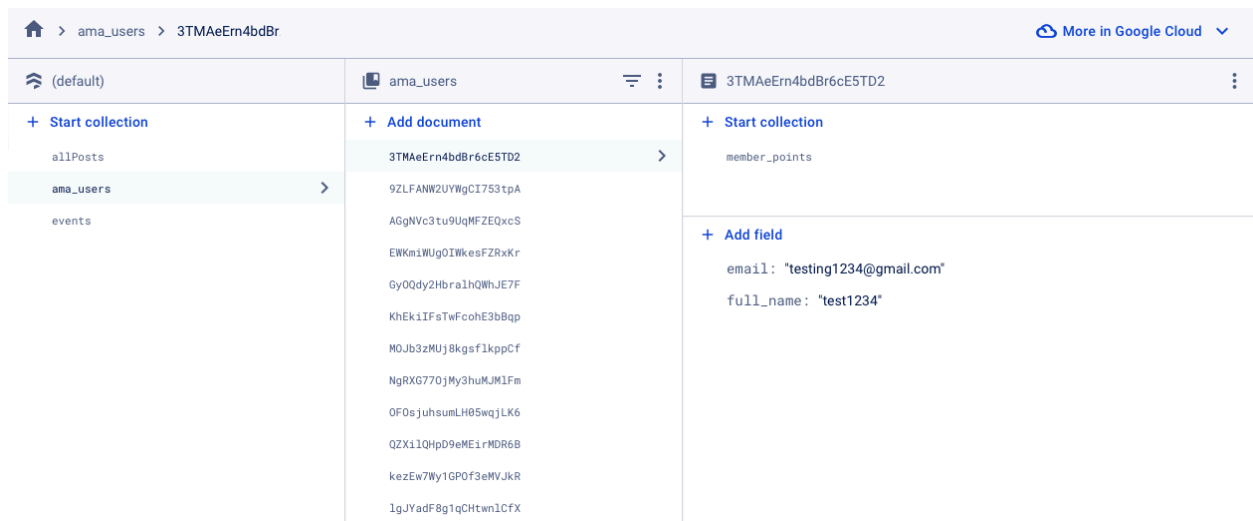 ama_users
3TMAeErn4bdBr
More in Google Cloud
(default)
ama_users
3TMAeErn4bdBr6cE5TD2
Start collection
Add document
Start collection
allPosts
ama_users
events
3TMAeErn4bdBr6cE5TD2
9ZLFANW2UYWgCI753tpA
AGgNVc3tu9UqMFZEQxcS
EWKmiWUgOIWkesFZRxKr
GyOQdy2HbralhQWhJE7F
KhEkiIFsTwFcohE3bBqp
MOJb3zMUj8kgsflkppCf
NgRXG77OjMy3huMJMlFm
OFOsjuhsumLH05wqjLK6
QZXilQHpD9eMEirMDR6B
kezEw7Wy1GPOf3eMVJkR
lgJYadF8g1qCHtwnlCfX
member_points
Add field
email: "testing1234@gmail.com"
full_name: "test1234"